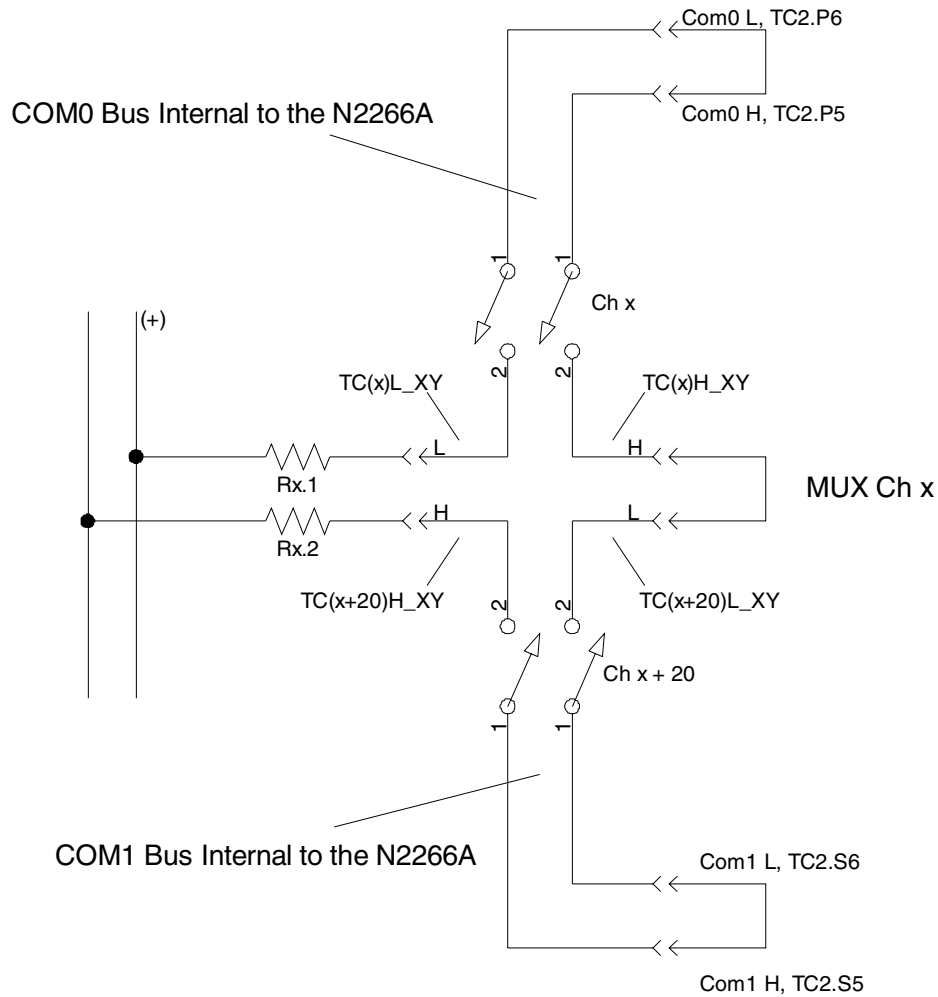 Com0 L, TC2.P6
COM0 Bus Internal to the N2266A
Com0 H, TC2.P5
1
1
Ch x
(+)
2
2
TC(x)L_XY
TC(x)H_XY
L
H
Rx.1
MUX Ch x
H
L
Rx.2
TC(x+20)H_XY
TC(x+20)L_XY
2
2
Ch x + 20
1
1
COM1 Bus Internal to the N2266A
Com1 L, TC2.S6
Com1 H, TC2.S5